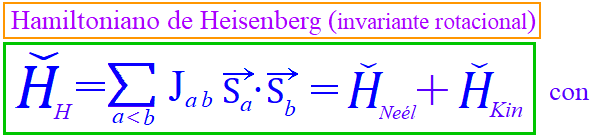 Hamiltoniano de Heisenberg (invariante rotacional)
Ȟ_H = ∑_{a<b} J_{ab} S⃗_a·S⃗_b = Ȟ_{Neél} + Ȟ_{Kin} con